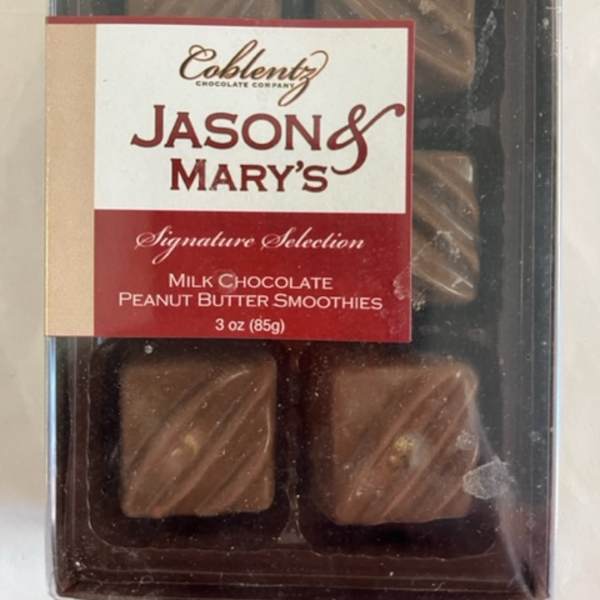 Coblentz
CHOCOLATE COMPANY
JASON &
MARY'S
Signature Selection
MILK CHOCOLATE
PEANUT BUTTER SMOOTHIES
3 oz (85g)